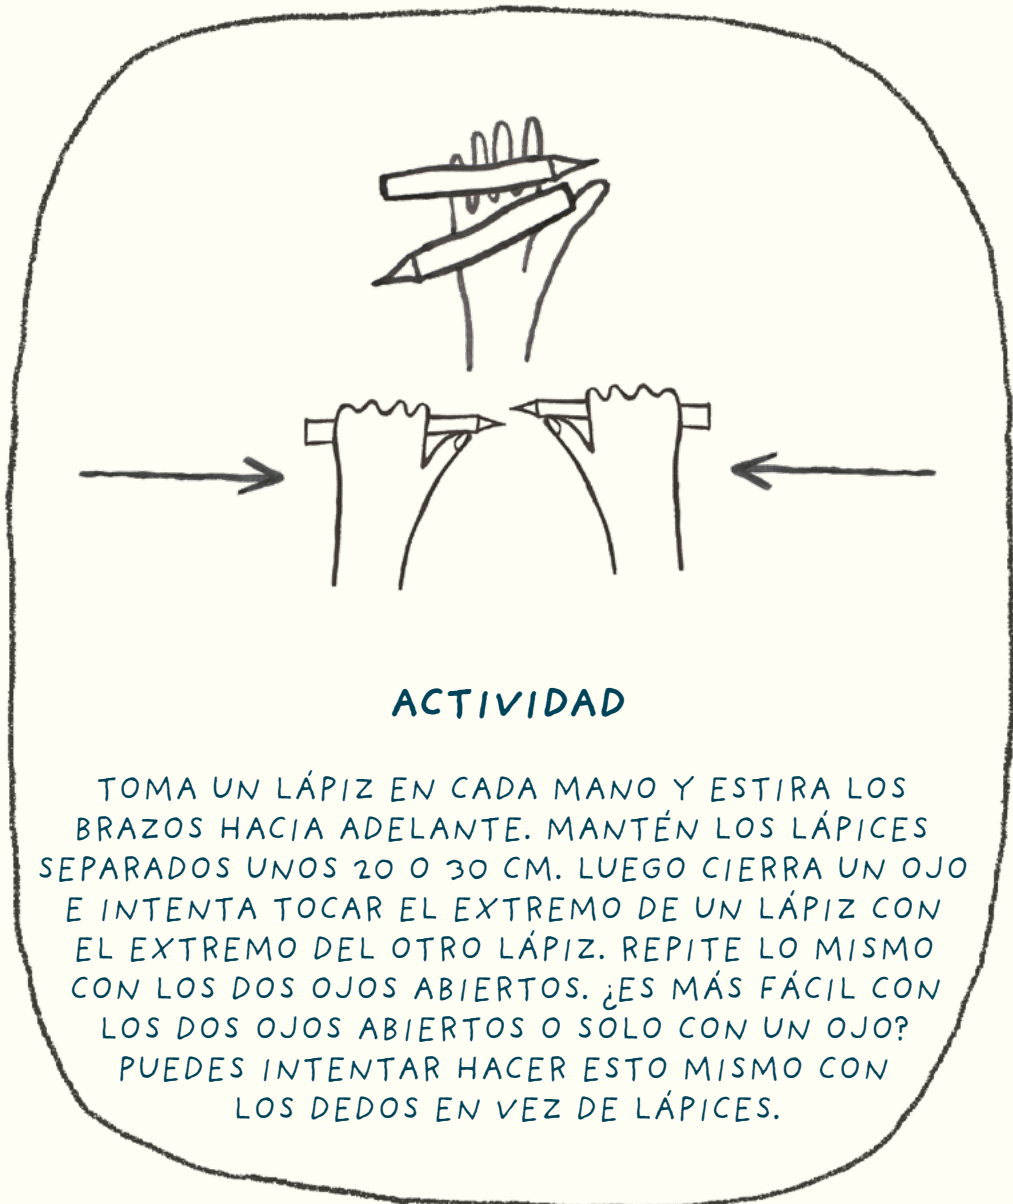 ACTIVIDAD
TOMA UN LÁPIZ EN CADA MANO Y ESTIRA LOS
BRAZOS HACIA ADELANTE. MANTÉN LOS LÁPICES
SEPARADOS UNOS 20 O 30 CM. LUEGO CIERRA UN OJO
E INTENTA TOCAR EL EXTREMO DE UN LÁPIZ CON
EL EXTREMO DEL OTRO LÁPIZ. REPITE LO MISMO
CON LOS DOS OJOS ABIERTOS. ¿ES MÁS FÁCIL CON
LOS DOS OJOS ABIERTOS O SOLO CON UN OJO?
PUEDES INTENTAR HACER ESTO MISMO CON
LOS DEDOS EN VEZ DE LÁPICES.